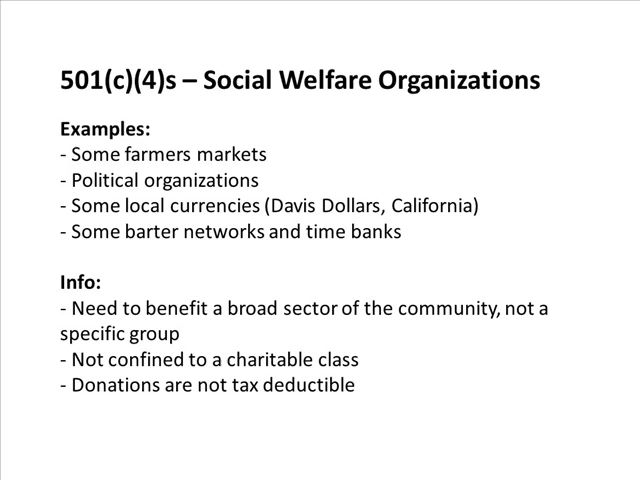 501(c)(4)s – Social Welfare Organizations
Examples:
- Some farmers markets
- Political organizations
- Some local currencies (Davis Dollars, California)
- Some barter networks and time banks
Info:
- Need to benefit a broad sector of the community, not a
specific group
- Not confined to a charitable class
- Donations are not tax deductible